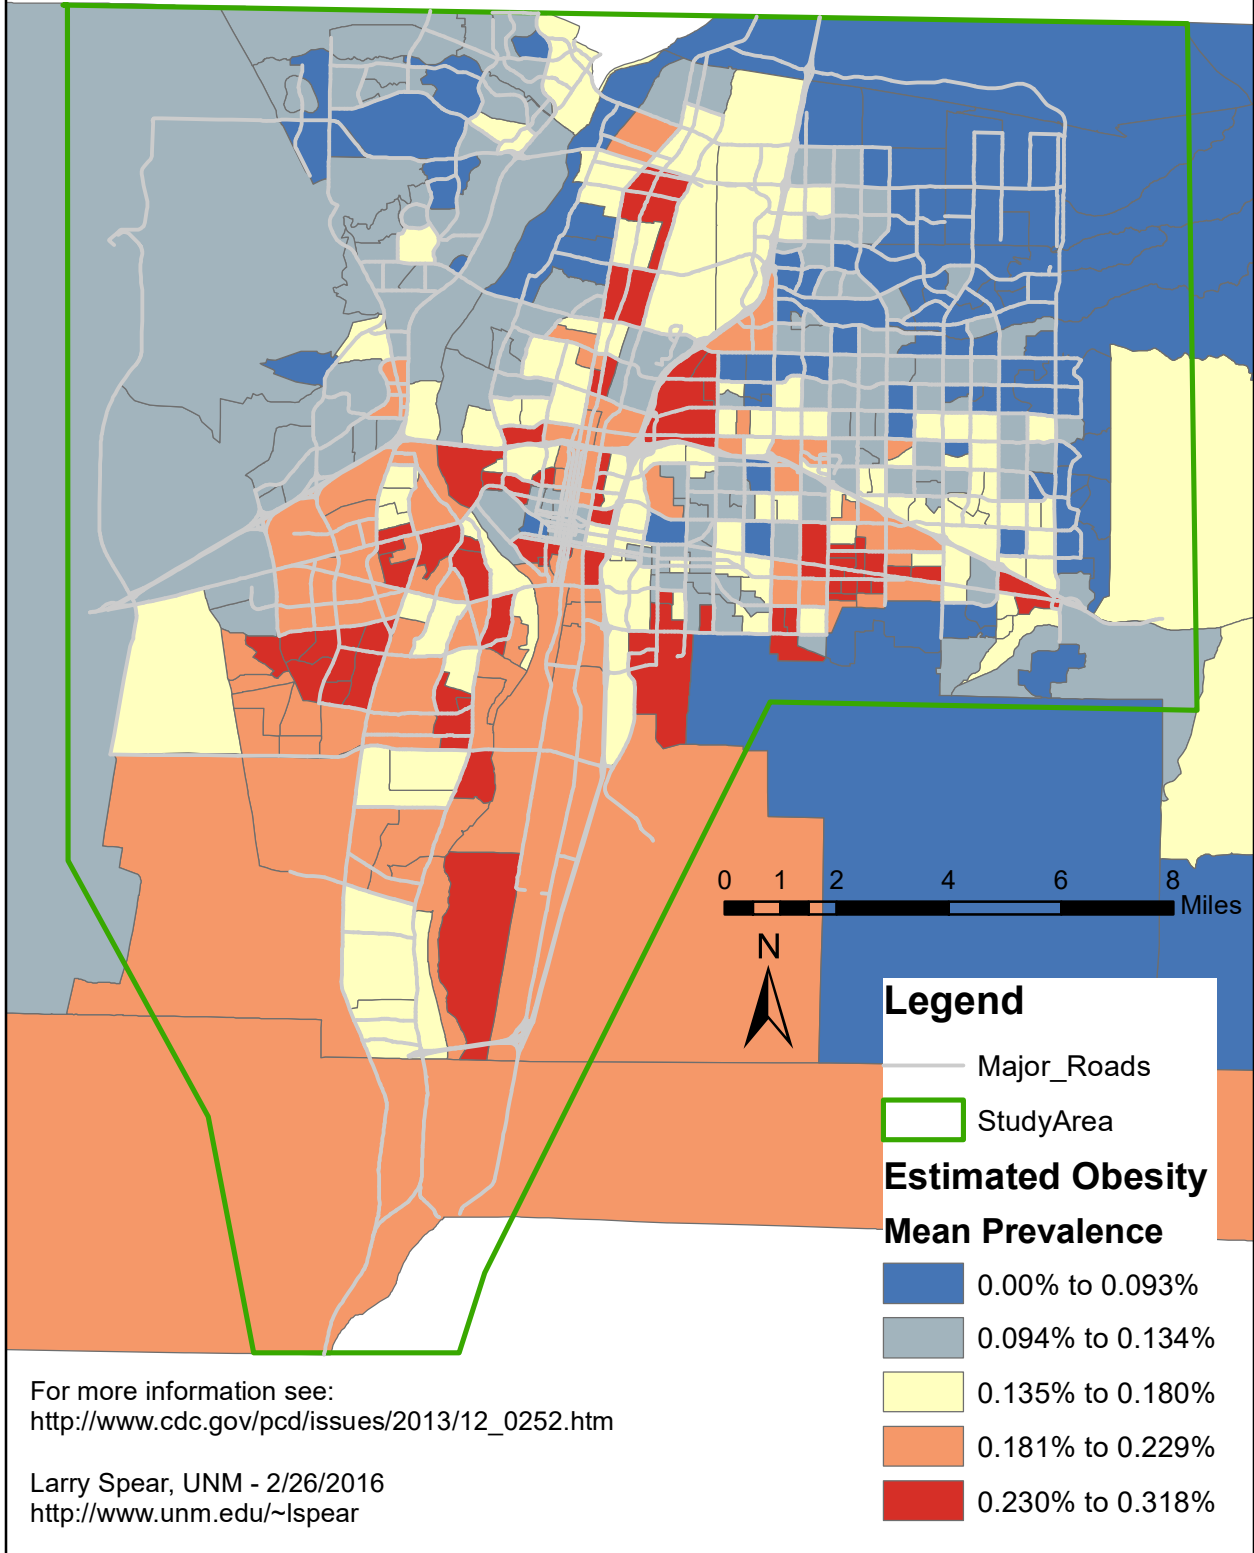 0 1 2 4 6 8
Miles
N
Legend
Major_Roads
StudyArea
Estimated Obesity
Mean Prevalence
0.00% to 0.093%
0.094% to 0.134%
0.135% to 0.180%
0.181% to 0.229%
0.230% to 0.318%
For more information see:
http://www.cdc.gov/pcd/issues/2013/12_0252.htm
Larry Spear, UNM - 2/26/2016
http://www.unm.edu/~lspear